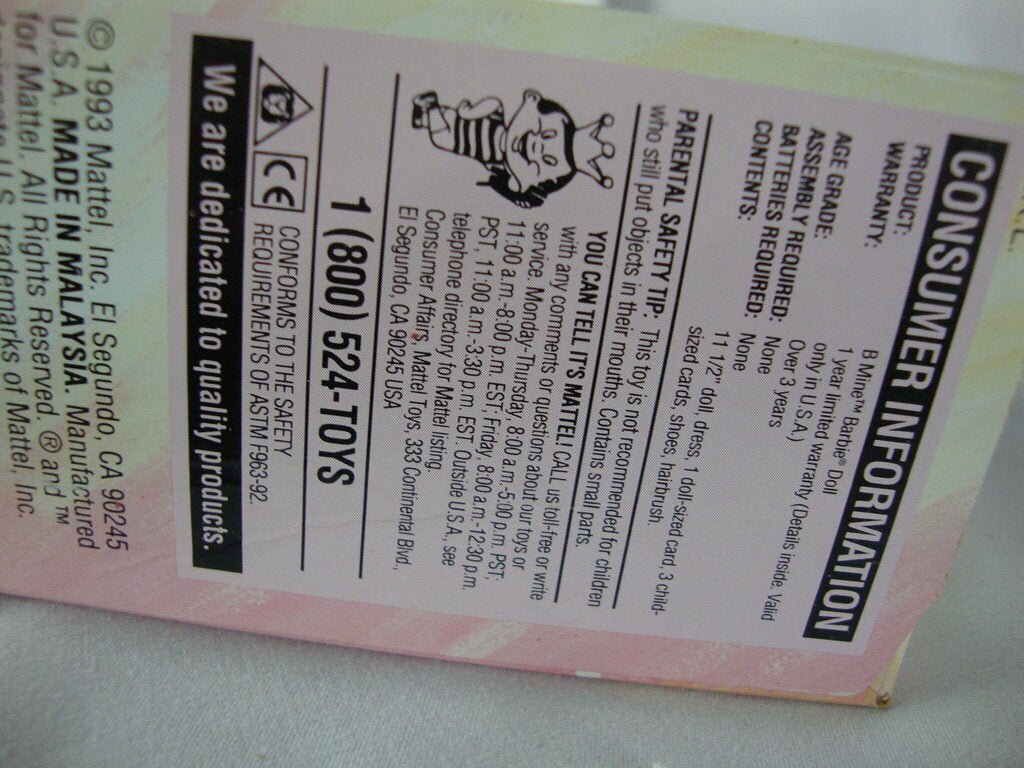 CONSUMER INFORMATION
PRODUCT: B Mine™ Barbie® Doll
WARRANTY: 1 year limited warranty (Details inside. Valid
only in U.S.A.)
AGE GRADE: Over 3 years
ASSEMBLY REQUIRED: None
BATTERIES REQUIRED: None
CONTENTS: 11 1/2" doll, dress, 1 doll-sized card, 3 child-
sized cards, shoes, hairbrush.
PARENTAL SAFETY TIP: This toy is not recommended for children
who still put objects in their mouths. Contains small parts.
YOU CAN TELL IT'S MATTEL! CALL us toll-free or write
with any comments or questions about our toys or
service. Monday-Thursday, 8:00 a.m.-5:00 p.m. PST,
11:00 a.m.-8:00 p.m. EST; Friday, 8:00 a.m.-12:30 p.m.
PST, 11:00 a.m.-3:30 p.m. EST. Outside U.S.A., see
telephone directory for Mattel listing.
Consumer Affairs, Mattel Toys, 333 Continental Blvd.,
El Segundo, CA 90245 USA
1 (800) 524-TOYS
CE CONFORMS TO THE SAFETY
REQUIREMENTS OF ASTM F963-92.
We are dedicated to quality products.
© 1993 Mattel, Inc. El Segundo, CA 90245
U.S.A. MADE IN MALAYSIA. Manufactured
for Mattel. All Rights Reserved. ® and ™
designate U.S. trademarks of Mattel, Inc.